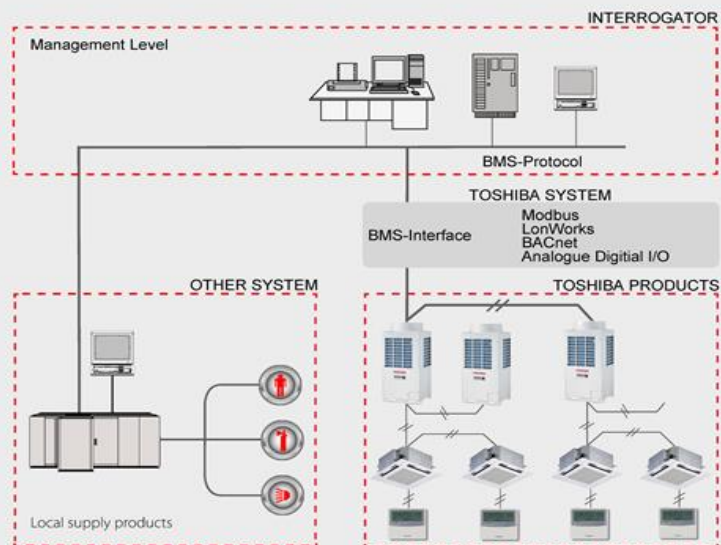 INTERROGATOR
Management Level
BMS-Protocol
TOSHIBA SYSTEM
BMS-Interface
Modbus
LonWorks
BACnet
Analogue Digitial I/O
OTHER SYSTEM
TOSHIBA PRODUCTS
Local supply products